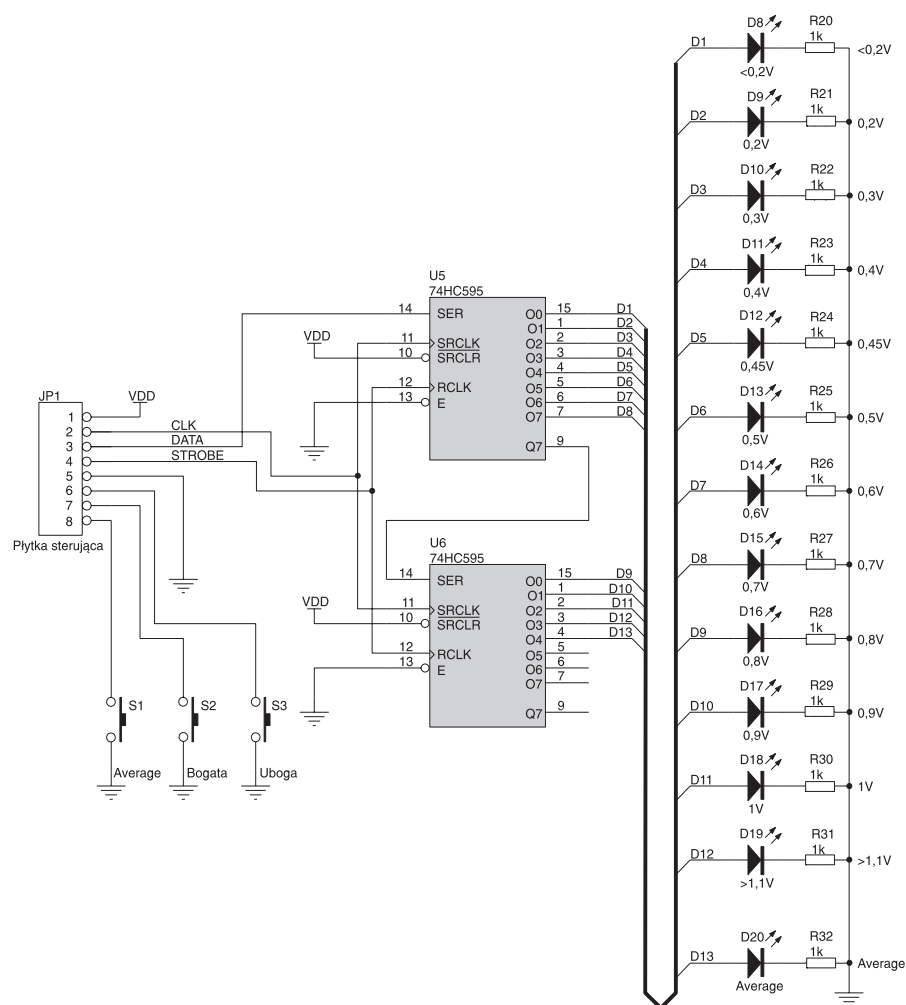 D8
R20
1k
D1
<0,2V
<0,2V
D9
R21
1k
D2
0,2V
0,2V
D10
R22
1k
D3
0,3V
0,3V
D11
R23
1k
D4
0,4V
0,4V
D12
R24
1k
D5
0,45V
0,45V
D13
R25
1k
D6
0,5V
0,5V
D14
R26
1k
D7
0,6V
0,6V
D15
R27
1k
D8
0,7V
0,7V
D16
R28
1k
D9
0,8V
0,8V
D17
R29
1k
D10
0,9V
0,9V
D18
R30
1k
D11
1V
1V
D19
R31
1k
D12
>1,1V
>1,1V
D20
R32
1k
D13
Average
Average
U5
74HC595
14 SER O0 15 D1
O1 1 D2
VDD 11 SRCLK O2 2 D3
10 SRCLR O3 3 D4
O4 4 D5
12 RCLK O5 5 D6
13 E O6 6 D7
O7 7 D8
Q7 9
JP1
VDD
1
2 CLK
3 DATA
4 STROBE
5
6
7
8
Płytka sterująca
U6
74HC595
14 SER O0 15 D9
O1 1 D10
VDD 11 SRCLK O2 2 D11
10 SRCLR O3 3 D12
O4 4 D13
12 RCLK O5 5
13 E O6 6
O7 7
Q7 9
S1 S2 S3
Average Bogata Uboga